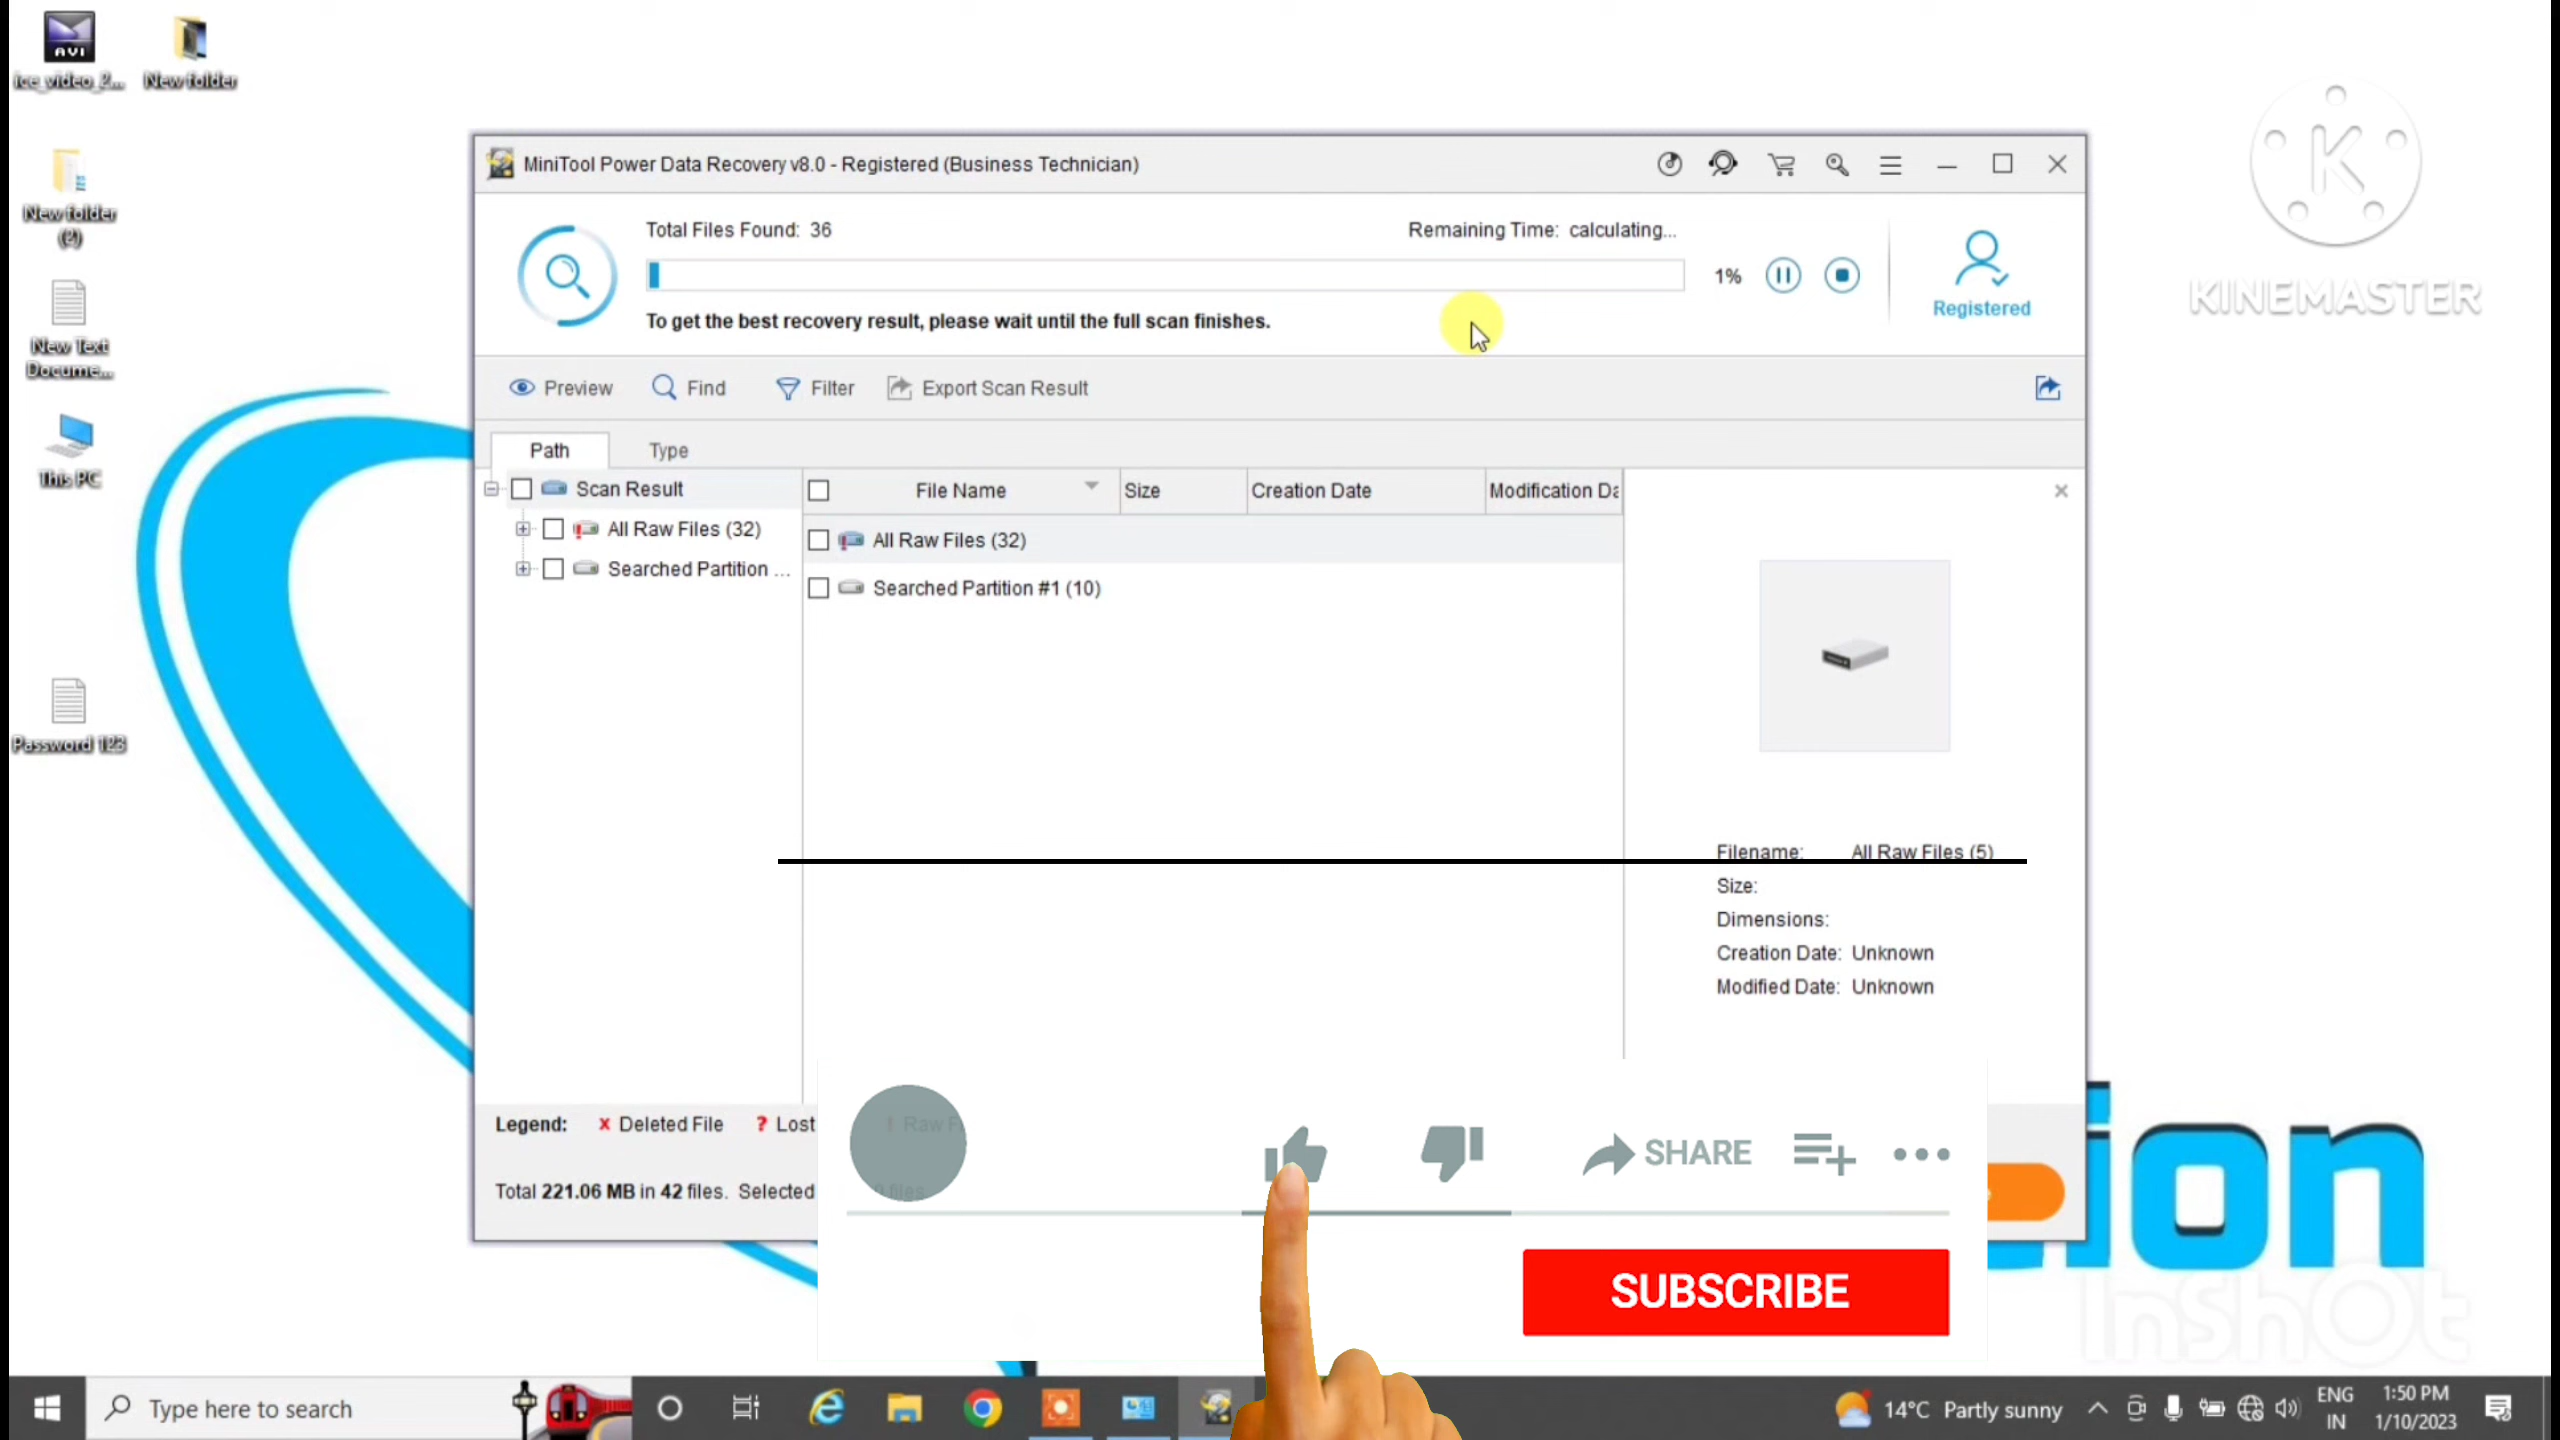 AVI
ice_video_2...
New folder
New folder
(2)
New Text
Docume...
This PC
Password 123
MiniTool Power Data Recovery v8.0 - Registered (Business Technician)
Total Files Found: 36
Remaining Time: calculating...
1%
Registered
To get the best recovery result, please wait until the full scan finishes.
Preview
Find
Filter
Export Scan Result
Path
Type
Scan Result
All Raw Files (32)
Searched Partition ...
File Name
Size
Creation Date
Modification Da
All Raw Files (32)
Searched Partition #1 (10)
Filename: All Raw Files (5)
Size:
Dimensions:
Creation Date: Unknown
Modified Date: Unknown
Legend:
x Deleted File
? Lost
! Raw F
Total 221.06 MB in 42 files. Selected
files.
SHARE
SUBSCRIBE
K
KINEMASTER
ion
InShOt
Type here to search
14°C Partly sunny
ENG
IN
1:50 PM
1/10/2023